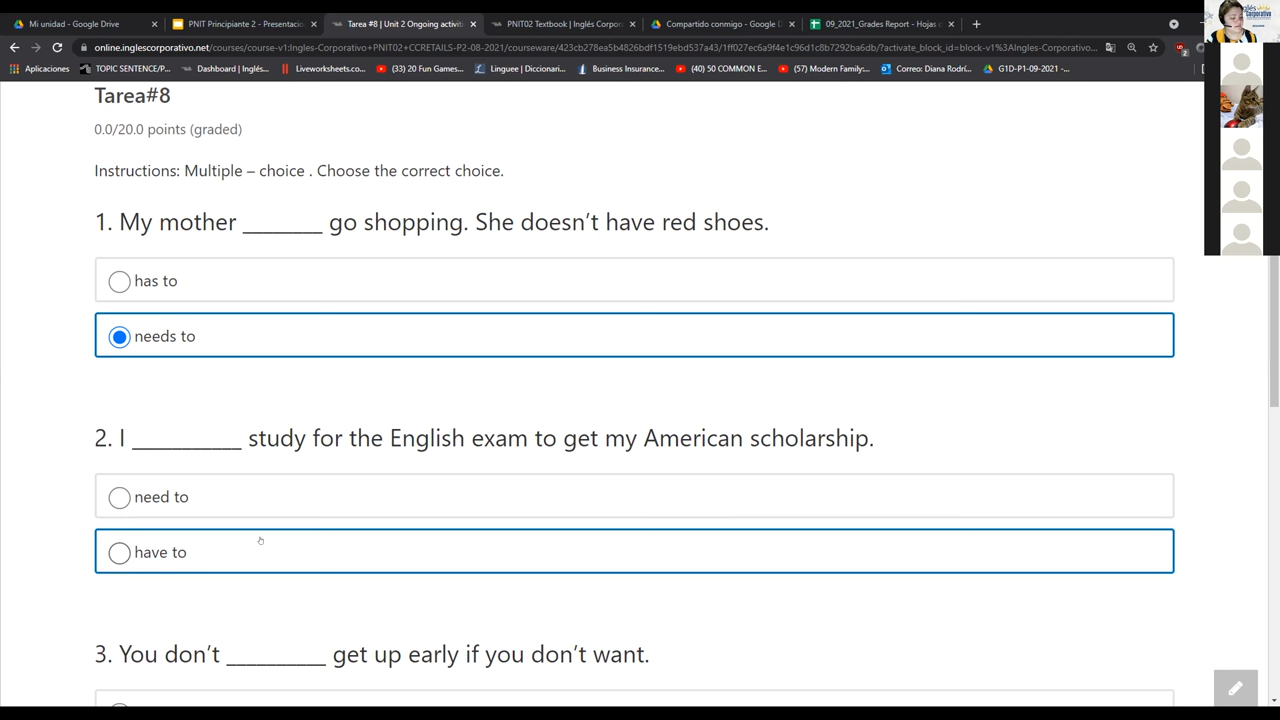 Mi unidad – Google Drive
PNIT Principiante 2 - Presentacio
Tarea #8 | Unit 2 Ongoing activiti
PNIT02 Textbook | Inglés Corpora
Compartido conmigo – Google D
09_2021_Grades Report - Hojas d
online.inglescorporativo.net/courses/course-v1:Ingles-Corporativo+PNIT02+CCRETAILS-P2-08-2021/courseware/423cb278ea5b4826bdf1519ebd537a43/1ff027ec6a9f4e1c96d1c8b7292ba6db/?activate_block_id=block-v1%3AIngles-Corporativo...
Aplicaciones
TOPIC SENTENCE/P...
Dashboard | Inglés...
Liveworksheets.co...
(33) 20 Fun Games...
Linguee | Diccionari...
Business Insurance...
(40) 50 COMMON E...
(57) Modern Family:...
Correo: Diana Rodrí...
G1D-P1-09-2021 -...
Tarea#8
0.0/20.0 points (graded)
Instructions: Multiple – choice . Choose the correct choice.
1. My mother ________ go shopping. She doesn’t have red shoes.
has to
needs to
2. I ___________ study for the English exam to get my American scholarship.
need to
have to
3. You don’t __________ get up early if you don’t want.